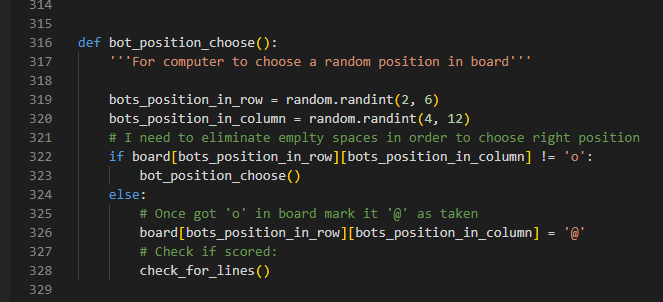 314
315
316 def bot_position_choose():
317     '''For computer to choose a random position in board'''
318
319     bots_position_in_row = random.randint(2, 6)
320     bots_position_in_column = random.randint(4, 12)
321     # I need to eliminate emplty spaces in order to choose right position
322     if board[bots_position_in_row][bots_position_in_column] != 'o':
323         bot_position_choose()
324     else:
325         # Once got 'o' in board mark it '@' as taken
326         board[bots_position_in_row][bots_position_in_column] = '@'
327         # Check if scored:
328         check_for_lines()
329